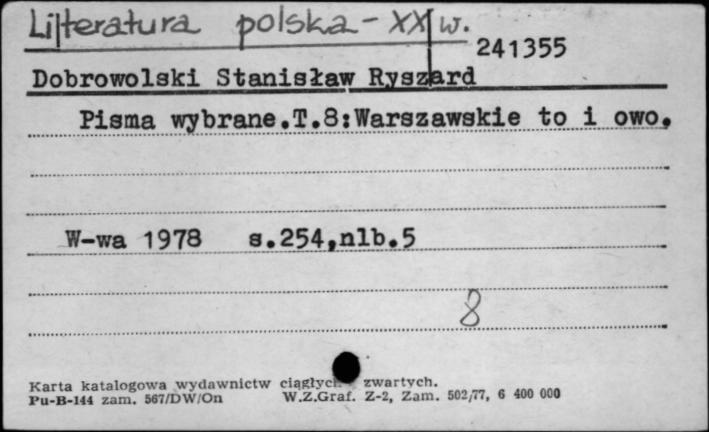 Literatura polska - XX w.
241355
Dobrowolski Stanisław Ryszard
Pisma wybrane.T.8:Warszawskie to i owo.
W-wa 1978 s.254,nlb.5
8
Karta katalogowa wydawnictw ciągłych zwartych.
Pu-B-144 zam. 567/DW/On W.Z.Graf. Z-2, Zam. 502/77, 6 400 000